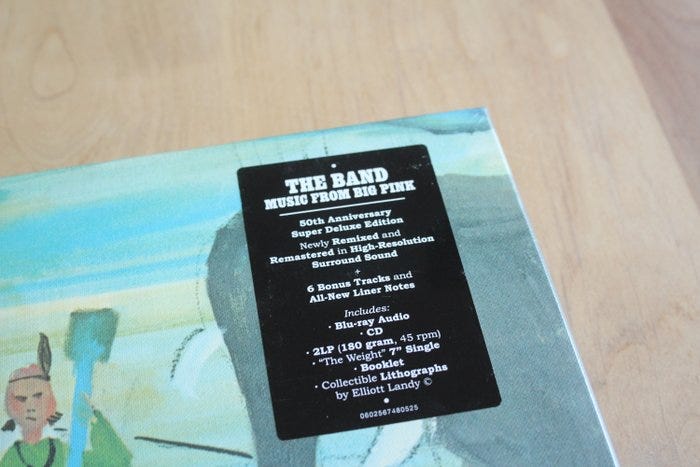 THE BAND
MUSIC FROM BIG PINK
50th Anniversary
Super Deluxe Edition
Newly Remixed and
Remastered in High-Resolution
Surround Sound
+
6 Bonus Tracks and
All-New Liner Notes
Includes:
· Blu-ray Audio
· CD
· 2LP (180 gram, 45 rpm)
· "The Weight" 7" Single
· Booklet
· Collectible Lithographs
by Elliott Landy ©
0602567480525